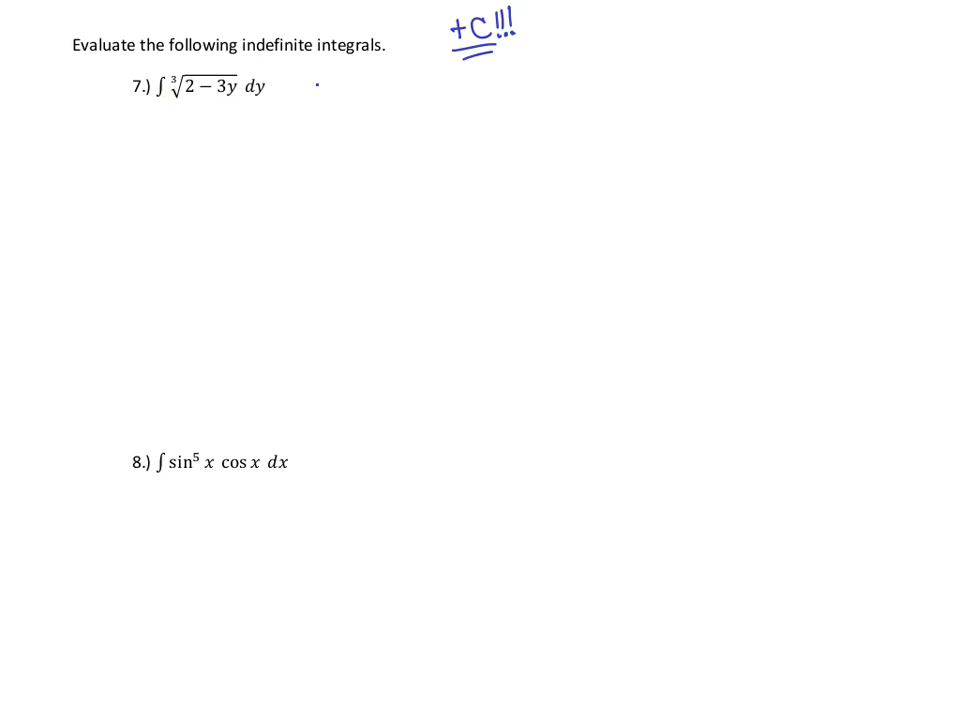 +C!!!
Evaluate the following indefinite integrals.
7.) ∫ ∛(2 − 3y) dy
8.) ∫ sin⁵ x cos x dx